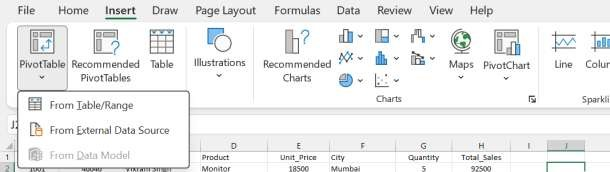 File Home Insert Draw Page Layout Formulas Data Review View Help
PivotTable Recommended PivotTables Table Illustrations Recommended Charts Maps PivotChart Line
Charts Sparkli
From Table/Range
From External Data Source
From Data Model
D E F G H I J
1 Product Unit_Price City Quantity Total_Sales
2 1001 Vikram Singh Monitor 18500 Mumbai 5 92500